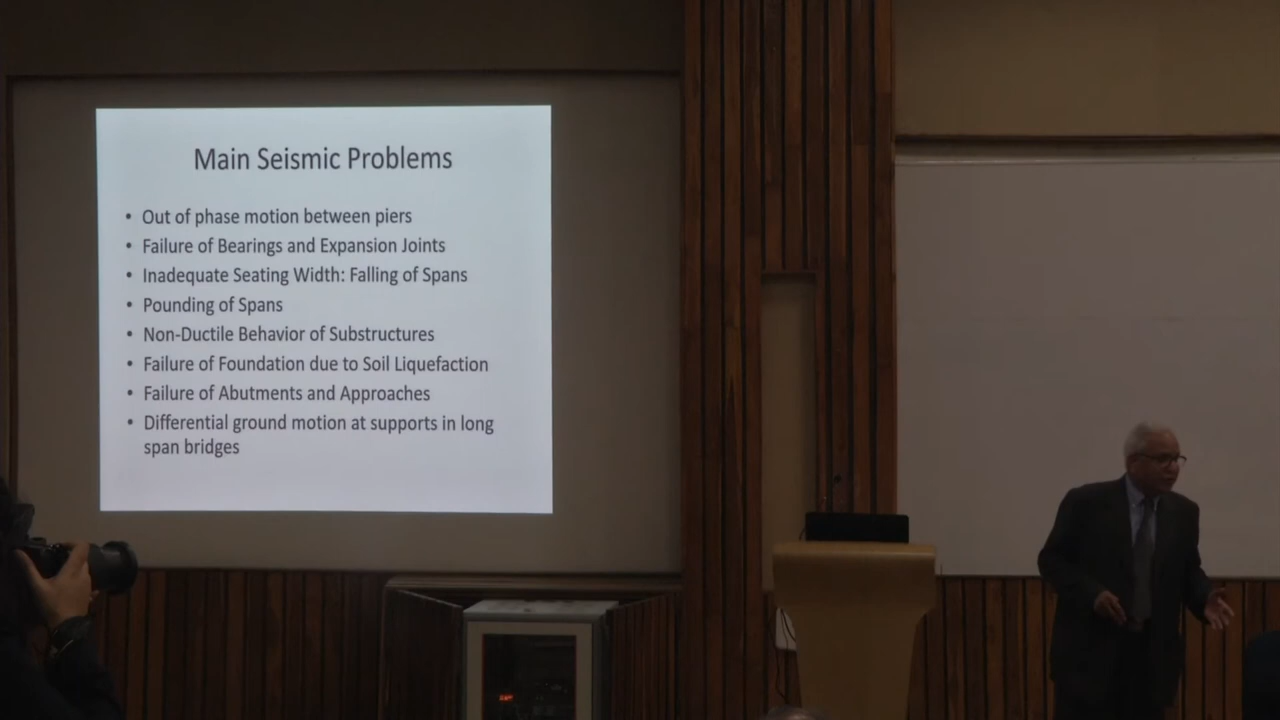 Main Seismic Problems
• Out of phase motion between piers
• Failure of Bearings and Expansion Joints
• Inadequate Seating Width: Falling of Spans
• Pounding of Spans
• Non-Ductile Behavior of Substructures
• Failure of Foundation due to Soil Liquefaction
• Failure of Abutments and Approaches
• Differential ground motion at supports in long
span bridges